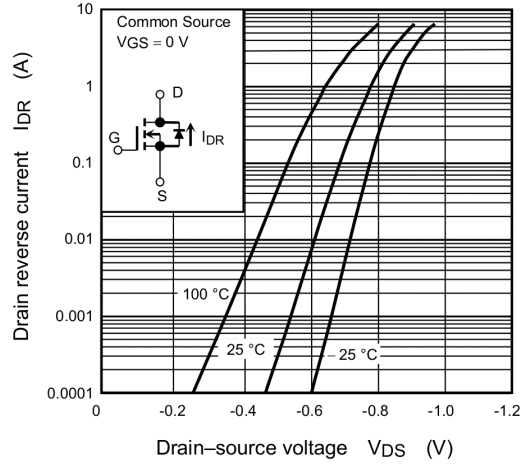 Common Source
VGS = 0 V
D
G
IDR
S
Drain reverse current IDR (A)
10
1
0.1
0.01
0.001
0.0001
100 °C
25 °C
– 25 °C
0
-0.2
-0.4
-0.6
-0.8
-1.0
-1.2
Drain–source voltage VDS (V)